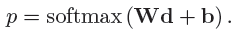 p = softmax (Wd + b) .